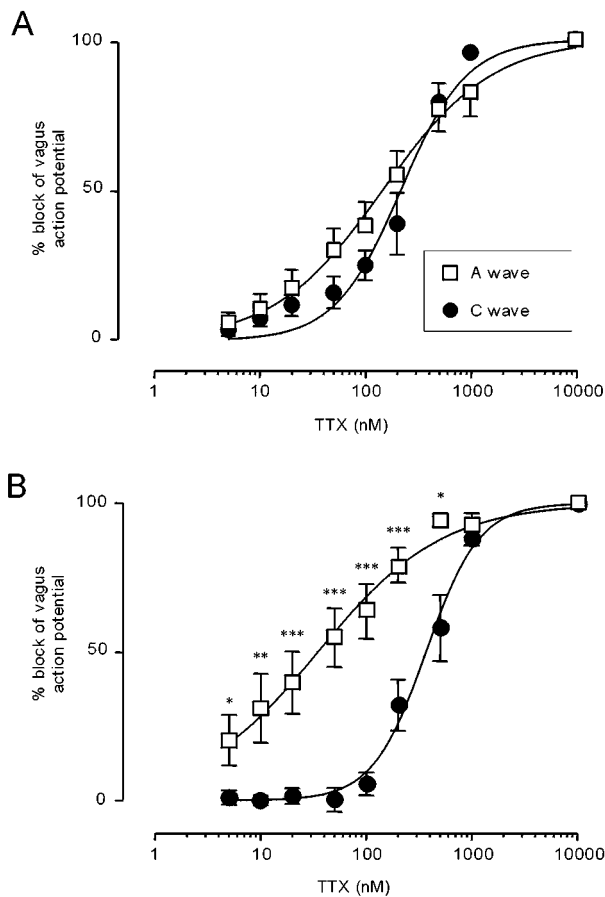 A
100
50
0
% block of vagus
action potential
A wave
C wave
1
10
100
1000
10000
TTX (nM)
B
100
50
0
% block of vagus
action potential
*
**
***
***
***
***
*
1
10
100
1000
10000
TTX (nM)